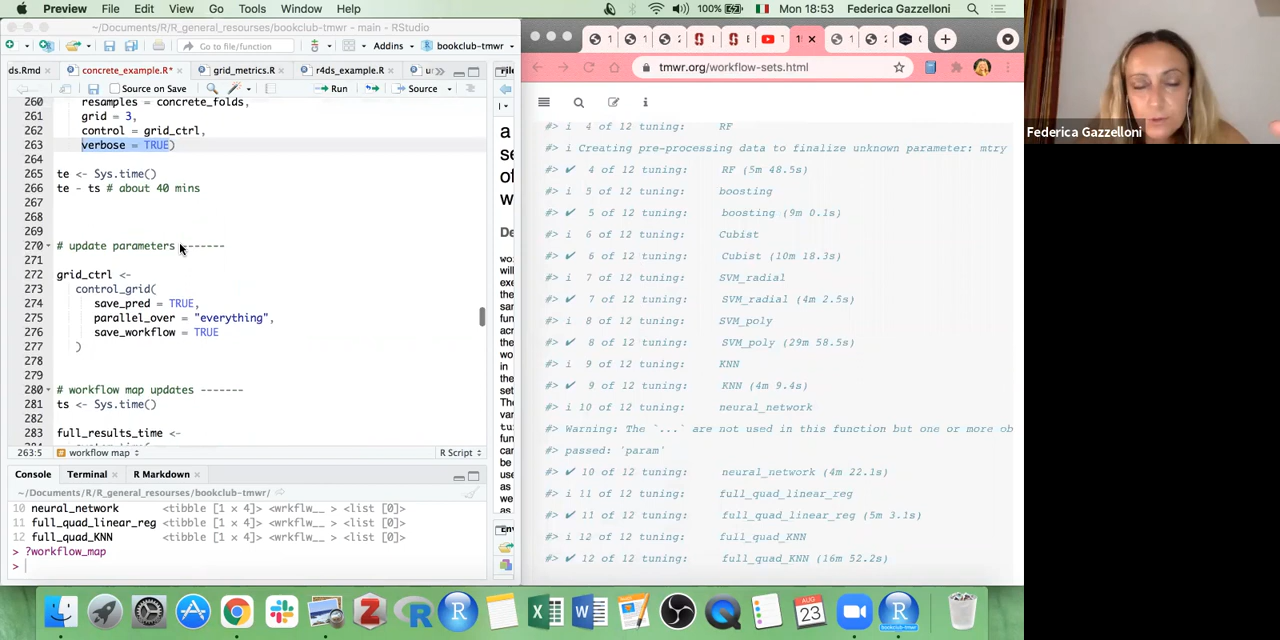 Preview File Edit View Go Tools Window Help 100% Mon 18:53 Federica Gazzelloni
~/Documents/R/R_general_resourses/bookclub-tmwr - main - RStudio
Go to file/function Addins bookclub-tmwr
ds.Rmd concrete_example.R* grid_metrics.R r4ds_example.R
Source on Save Run Source
260 resamples = concrete_folds,
261 grid = 3,
262 control = grid_ctrl,
263 verbose = TRUE)
264
265 te <- Sys.time()
266 te - ts # about 40 mins
267
268
269
270 # update parameters -------
271
272 grid_ctrl <-
273 control_grid(
274 save_pred = TRUE,
275 parallel_over = "everything",
276 save_workflow = TRUE
277 )
278
279
280 # workflow map updates -------
281 ts <- Sys.time()
282
283 full_results_time <-
263:5 workflow map R Script
Console Terminal R Markdown
~/Documents/R/R_general_resourses/bookclub-tmwr/
10 neural_network <tibble [1 × 4]> <wrkflw__ > <list [0]>
11 full_quad_linear_reg <tibble [1 × 4]> <wrkflw__ > <list [0]>
12 full_quad_KNN <tibble [1 × 4]> <wrkflw__ > <list [0]>
> ?workflow_map
>
tmwr.org/workflow-sets.html
#> i 4 of 12 tuning: RF
#> i Creating pre-processing data to finalize unknown parameter: mtry
#> ✔ 4 of 12 tuning: RF (5m 48.5s)
#> i 5 of 12 tuning: boosting
#> ✔ 5 of 12 tuning: boosting (9m 0.1s)
#> i 6 of 12 tuning: Cubist
#> ✔ 6 of 12 tuning: Cubist (10m 18.3s)
#> i 7 of 12 tuning: SVM_radial
#> ✔ 7 of 12 tuning: SVM_radial (4m 2.5s)
#> i 8 of 12 tuning: SVM_poly
#> ✔ 8 of 12 tuning: SVM_poly (29m 58.5s)
#> i 9 of 12 tuning: KNN
#> ✔ 9 of 12 tuning: KNN (4m 9.4s)
#> i 10 of 12 tuning: neural_network
#> Warning: The `...` are not used in this function but one or more ob
#> passed: 'param'
#> ✔ 10 of 12 tuning: neural_network (4m 22.1s)
#> i 11 of 12 tuning: full_quad_linear_reg
#> ✔ 11 of 12 tuning: full_quad_linear_reg (5m 3.1s)
#> i 12 of 12 tuning: full_quad_KNN
#> ✔ 12 of 12 tuning: full_quad_KNN (16m 52.2s)
Federica Gazzelloni
AUG
23
bookclub-tmwr